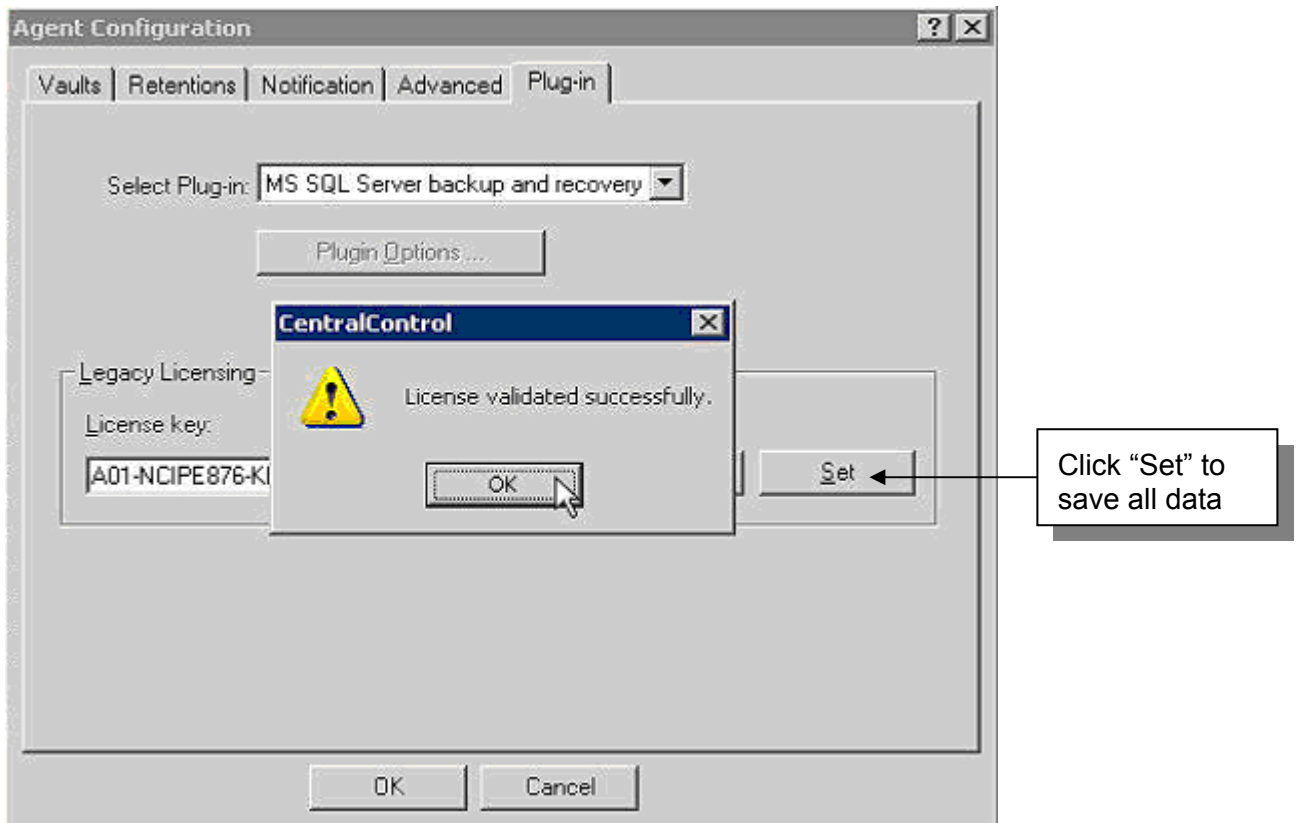 Agent Configuration
Vaults Retentions Notification Advanced Plug-in
Select Plug-in: MS SQL Server backup and recovery
Plugin Options ...
CentralControl
License validated successfully.
OK
Legacy Licensing
License key:
A01-NCIPE876-
Set
Click “Set” to
save all data
OK Cancel